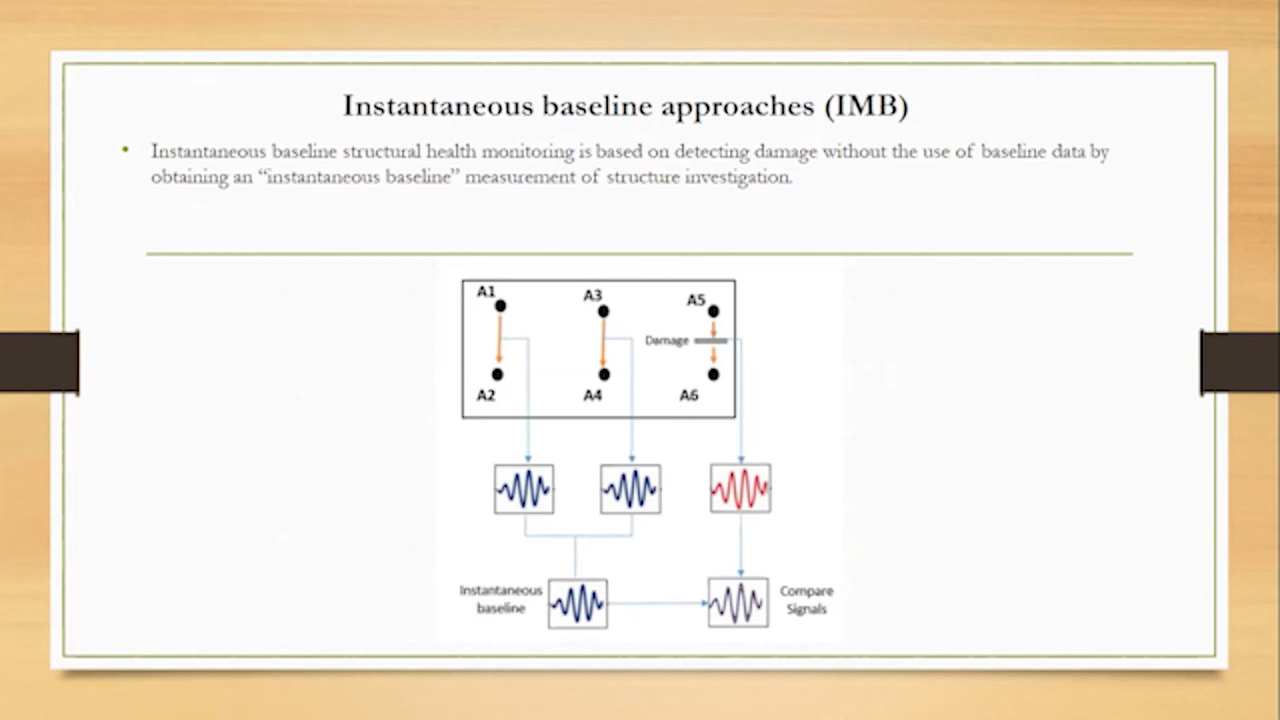 Instantaneous baseline approaches (IMB)
• Instantaneous baseline structural health monitoring is based on detecting damage without the use of baseline data by
obtaining an “instantaneous baseline” measurement of structure investigation.
A1
A3
A5
Damage
A2
A4
A6
Instantaneous
baseline
Compare
Signals